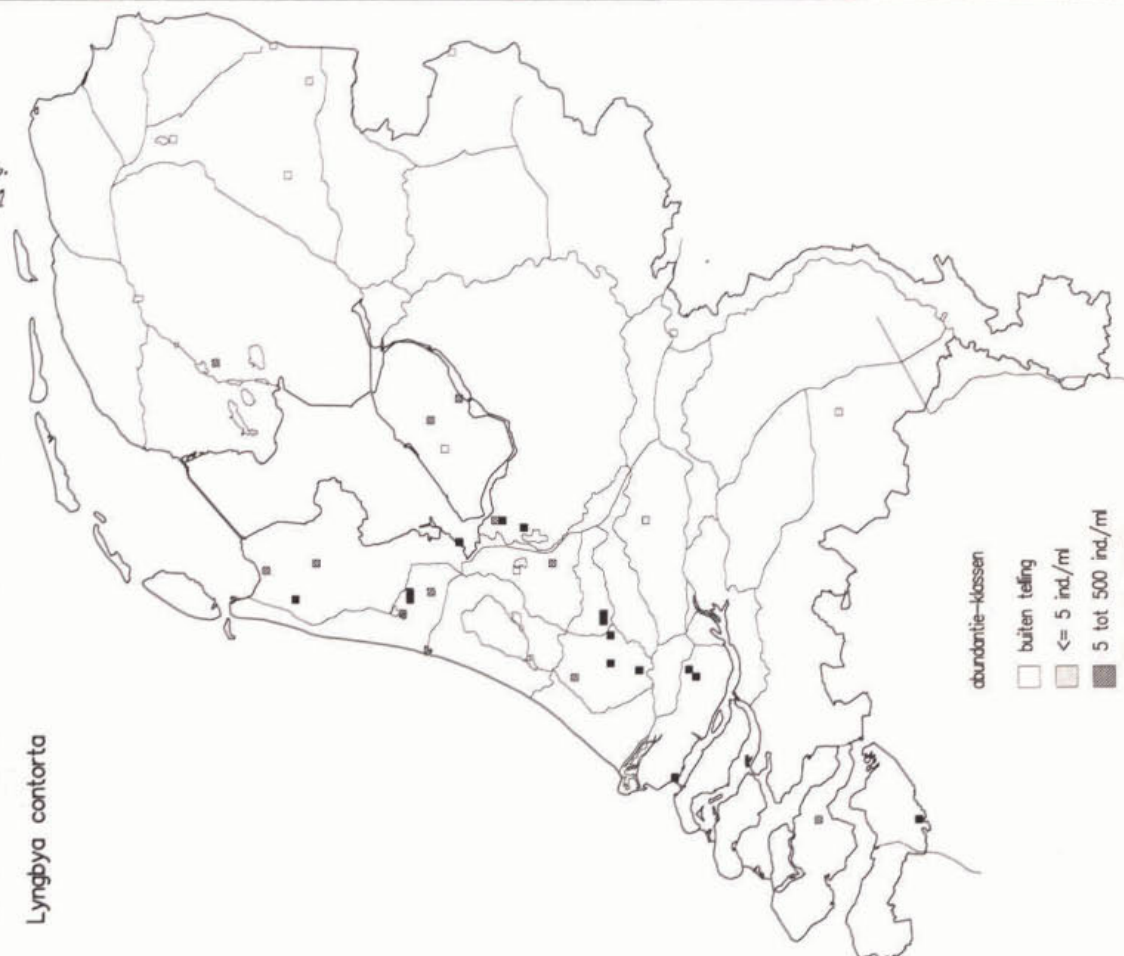 Lyngbya contorta
abundantie-klassen
buiten telling
<= 5 ind./ml
5 tot 500 ind./ml